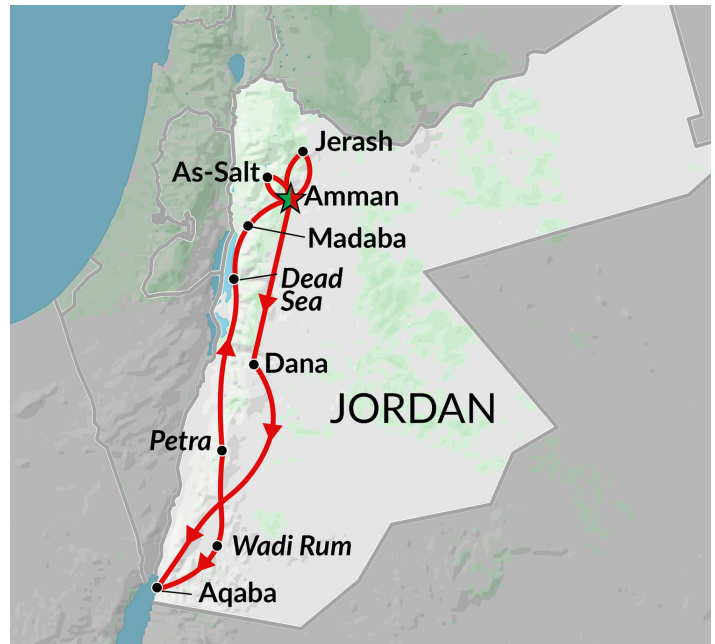 Jerash
As-Salt
Amman
Madaba
Dead
Sea
Dana
JORDAN
Petra
Wadi Rum
Aqaba